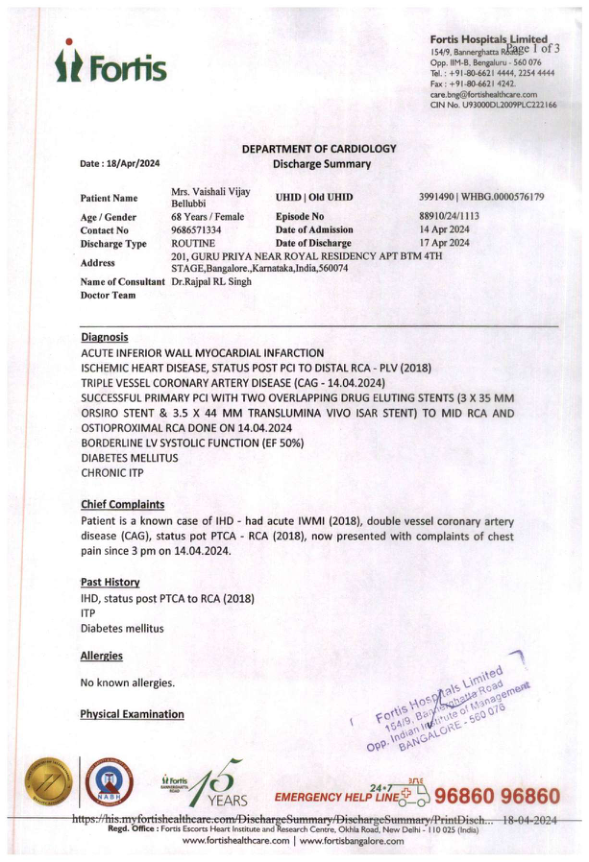 Fortis
Fortis Hospitals Limited
154/9, Bannerghatta Road,
Page 1 of 3
Opp. IIM-B, Bengaluru - 560 076
Tel. : +91-80-6621 4444, 2254 4444
Fax : +91-80-6621 4242.
care.bng@fortishealthcare.com
CIN No. U93000DL2009PLC222166
DEPARTMENT OF CARDIOLOGY
Date : 18/Apr/2024
Discharge Summary
Patient Name Mrs. Vaishali Vijay Bellubbi UHID | Old UHID 3991490 | WHBG.0000576179
Age / Gender 68 Years / Female Episode No 88910/24/1113
Contact No 9686571334 Date of Admission 14 Apr 2024
Discharge Type ROUTINE Date of Discharge 17 Apr 2024
Address 201, GURU PRIYA NEAR ROYAL RESIDENCY APT BTM 4TH
STAGE,Bangalore.,Karnataka,India,560074
Name of Consultant Dr.Rajpal RL Singh
Doctor Team
Diagnosis
ACUTE INFERIOR WALL MYOCARDIAL INFARCTION
ISCHEMIC HEART DISEASE, STATUS POST PCI TO DISTAL RCA - PLV (2018)
TRIPLE VESSEL CORONARY ARTERY DISEASE (CAG - 14.04.2024)
SUCCESSFUL PRIMARY PCI WITH TWO OVERLAPPING DRUG ELUTING STENTS (3 X 35 MM
ORSIRO STENT & 3.5 X 44 MM TRANSLUMINA VIVO ISAR STENT) TO MID RCA AND
OSTIOPROXIMAL RCA DONE ON 14.04.2024
BORDERLINE LV SYSTOLIC FUNCTION (EF 50%)
DIABETES MELLITUS
CHRONIC ITP
Chief Complaints
Patient is a known case of IHD - had acute IWMI (2018), double vessel coronary artery
disease (CAG), status pot PTCA - RCA (2018), now presented with complaints of chest
pain since 3 pm on 14.04.2024.
Past History
IHD, status post PTCA to RCA (2018)
ITP
Diabetes mellitus
Allergies
No known allergies.
Physical Examination
Fortis Hospitals Limited
154/9, Bannerghatta Road
Opp. Indian Institute of Management
BANGALORE - 560 076
NABH
Fortis
15 YEARS
EMERGENCY HELP LINE 24*7 96860 96860
https://his.myfortishealthcare.com/DischargeSummary/DischargeSummary/PrintDisch... 18-04-2024
Regd. Office : Fortis Escorts Heart Institute and Research Centre, Okhla Road, New Delhi - 110 025 (India)
www.fortishealthcare.com | www.fortisbangalore.com